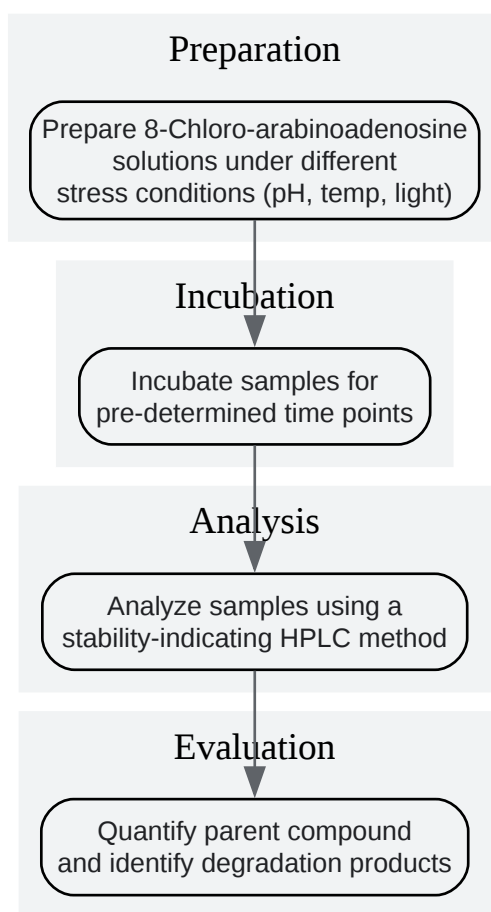 Preparation
Prepare 8-Chloro-arabinoadenosine
solutions under different
stress conditions (pH, temp, light)
Incubation
Incubate samples for
pre-determined time points
Analysis
Analyze samples using a
stability-indicating HPLC method
Evaluation
Quantify parent compound
and identify degradation products